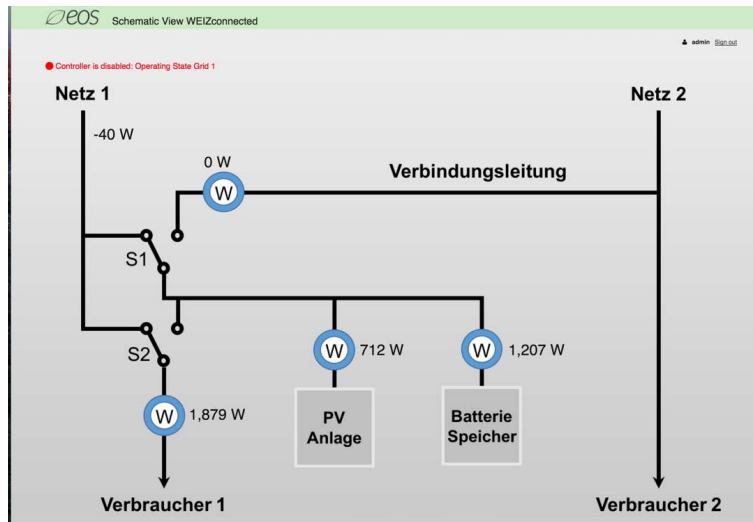 eos Schematic View WEIZconnected
admin Sign out
Controller is disabled: Operating State Grid 1
Netz 1
Netz 2
-40 W
0 W
W
Verbindungsleitung
S1
S2
W
712 W
W
1,207 W
W
1,879 W
PV
Anlage
Batterie
Speicher
Verbraucher 1
Verbraucher 2